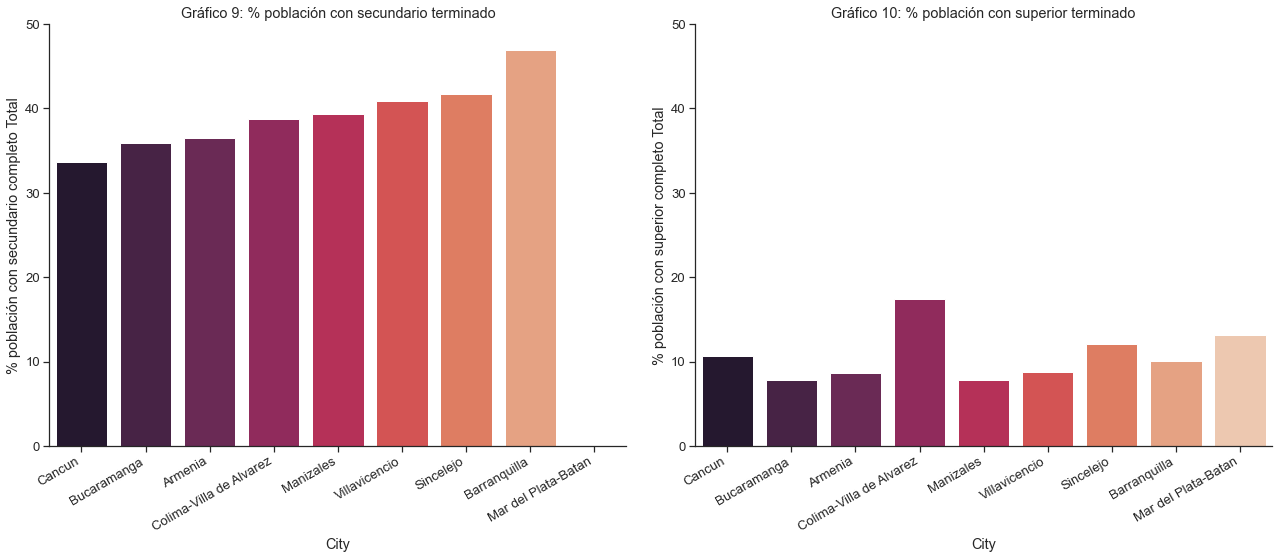 Gráfico 9: % población con secundario terminado
% población con secundario completo Total
50
40
30
20
10
0
Cancun
Bucaramanga
Armenia
Colima-Villa de Alvarez
Manizales
Villavicencio
Sincelejo
Barranquilla
Mar del Plata-Batan
City
Gráfico 10: % población con superior terminado
% población con superior completo Total
50
40
30
20
10
0
Cancun
Bucaramanga
Armenia
Colima-Villa de Alvarez
Manizales
Villavicencio
Sincelejo
Barranquilla
Mar del Plata-Batan
City